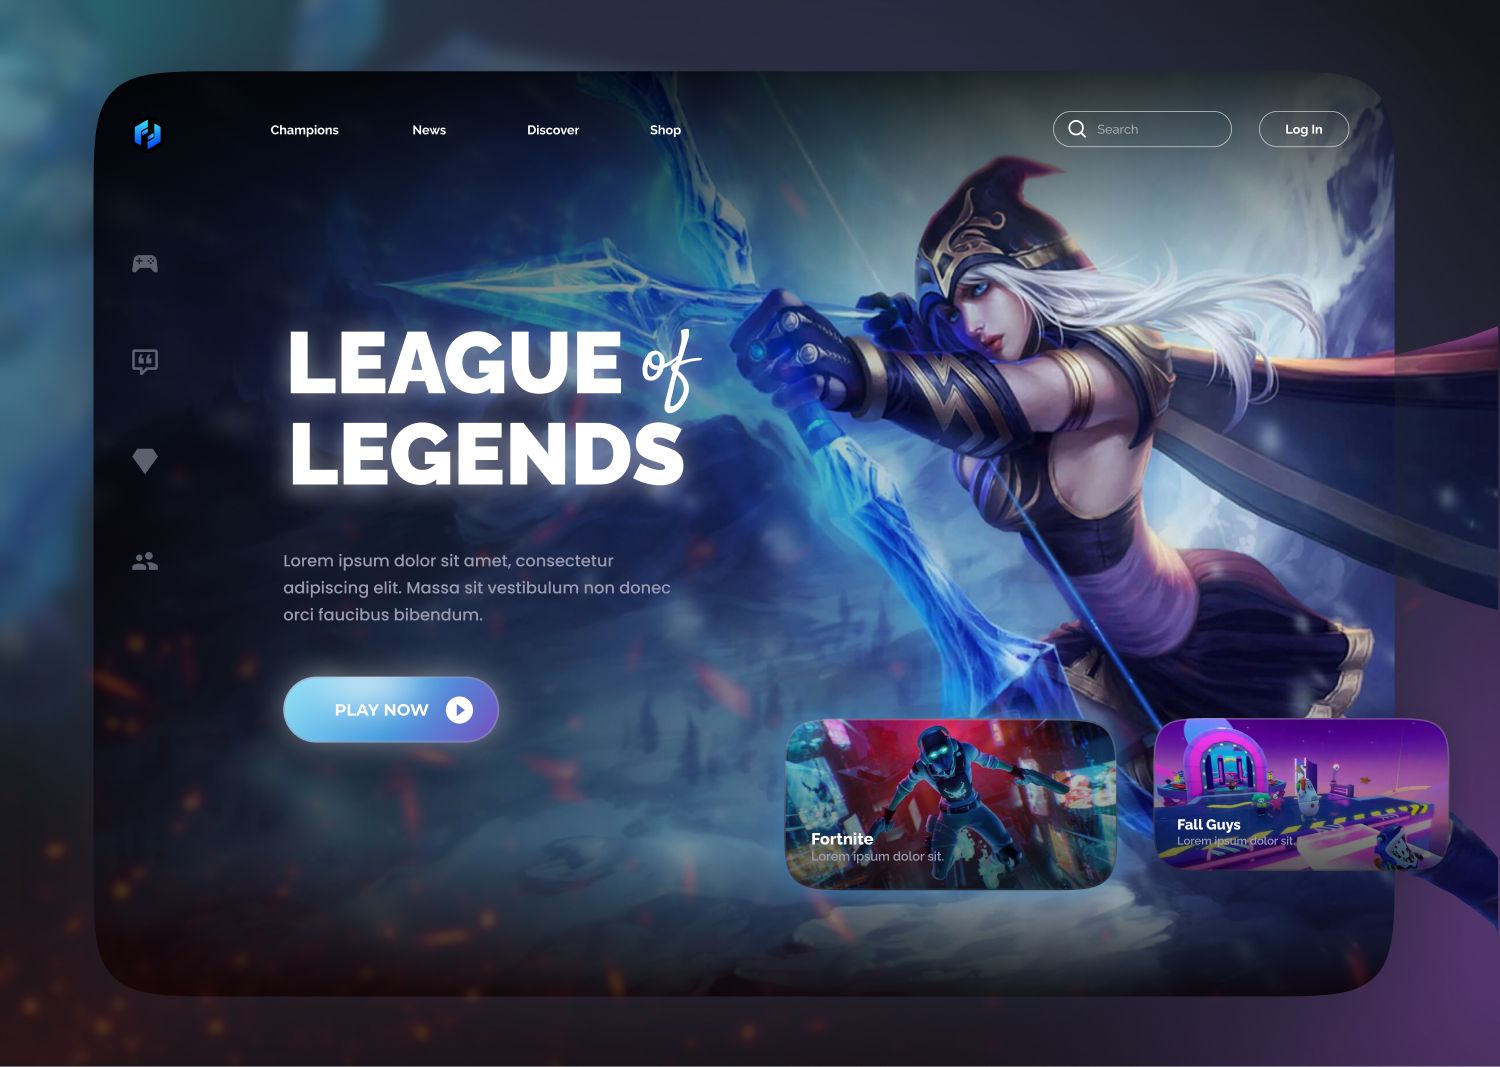 Champions
News
Discover
Shop
Search
Log In
LEAGUE of
LEGENDS
Lorem ipsum dolor sit amet, consectetur
adipiscing elit. Massa sit vestibulum non donec
orci faucibus bibendum.
PLAY NOW
Fortnite
Lorem ipsum dolor sit.
Fall Guys
Lorem ipsum dolor sit.